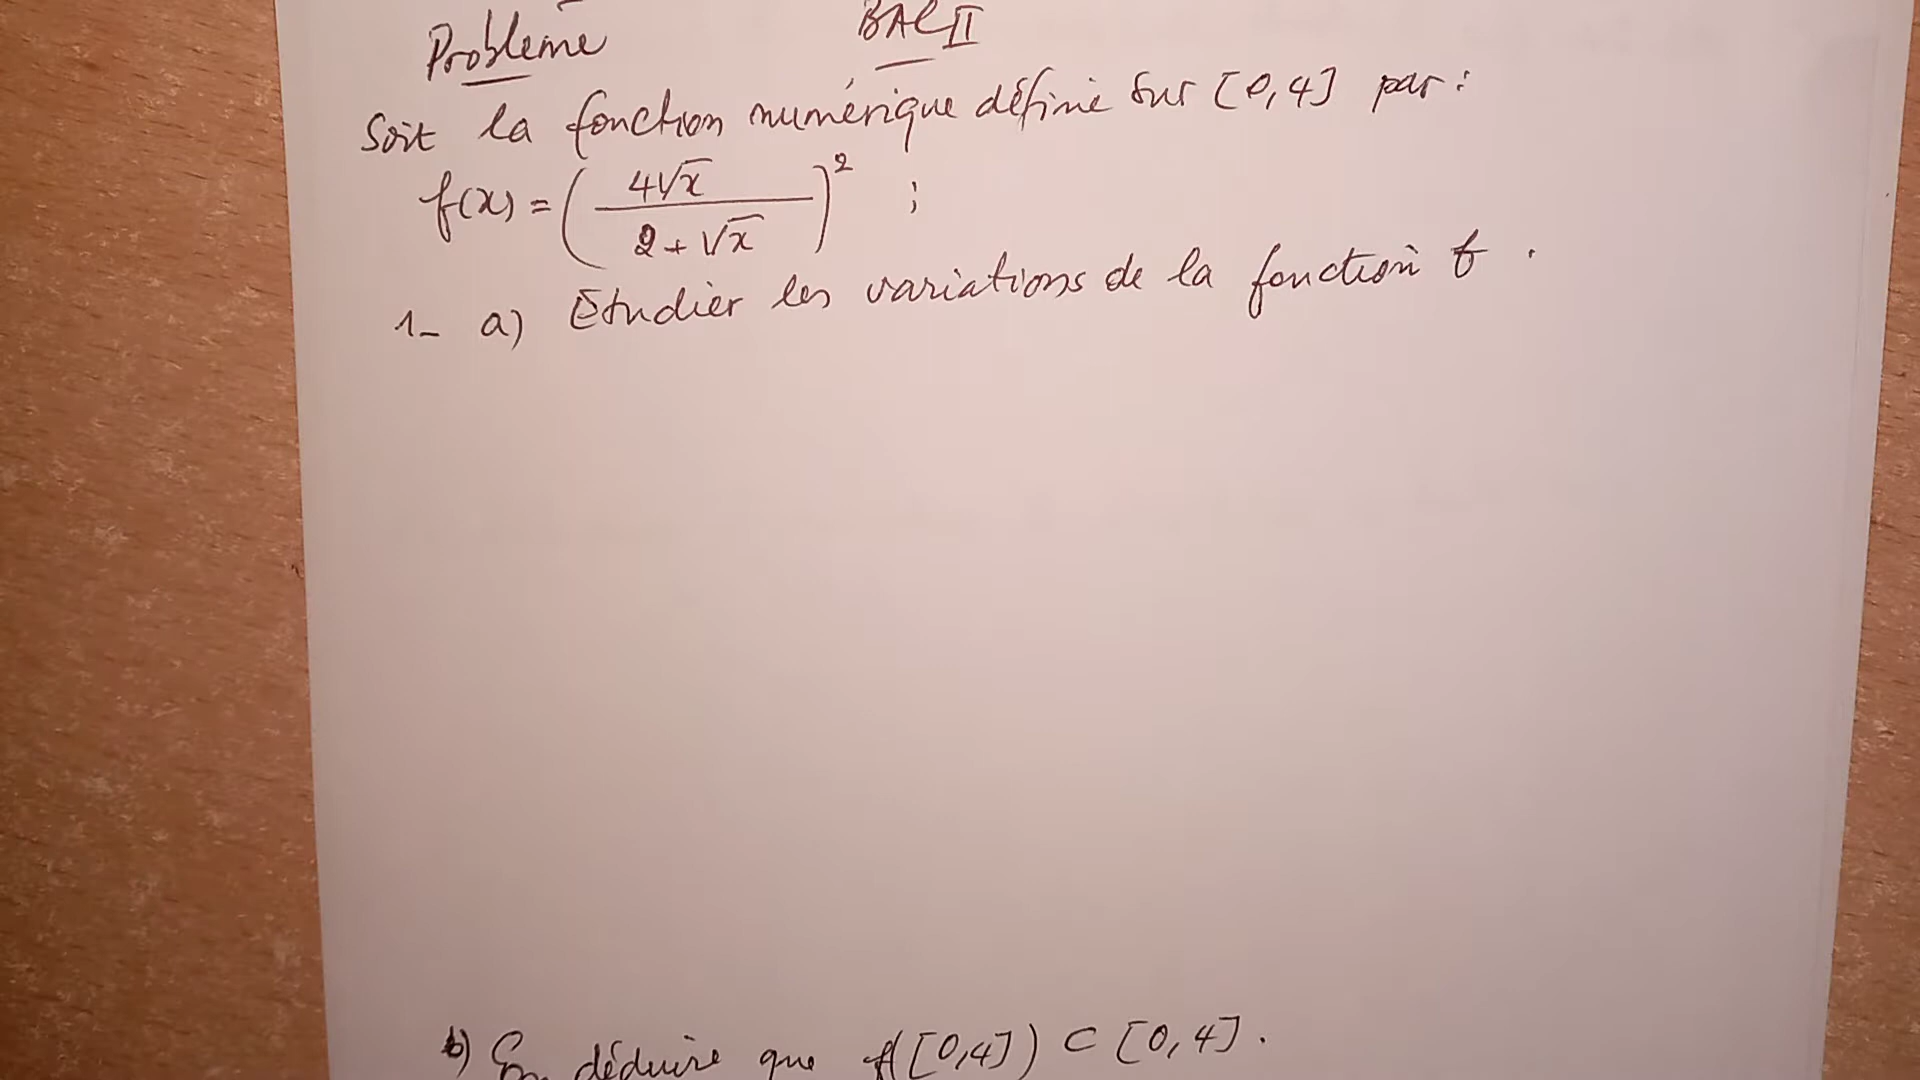 Problème BAC II
Soit la fonction numérique définie sur [0,4] par :
f(x) = ( 4√x / 2+√x )² ;
1- a) Etudier les variations de la fonction f .
b) En déduire que f([0,4]) ⊂ [0,4] .